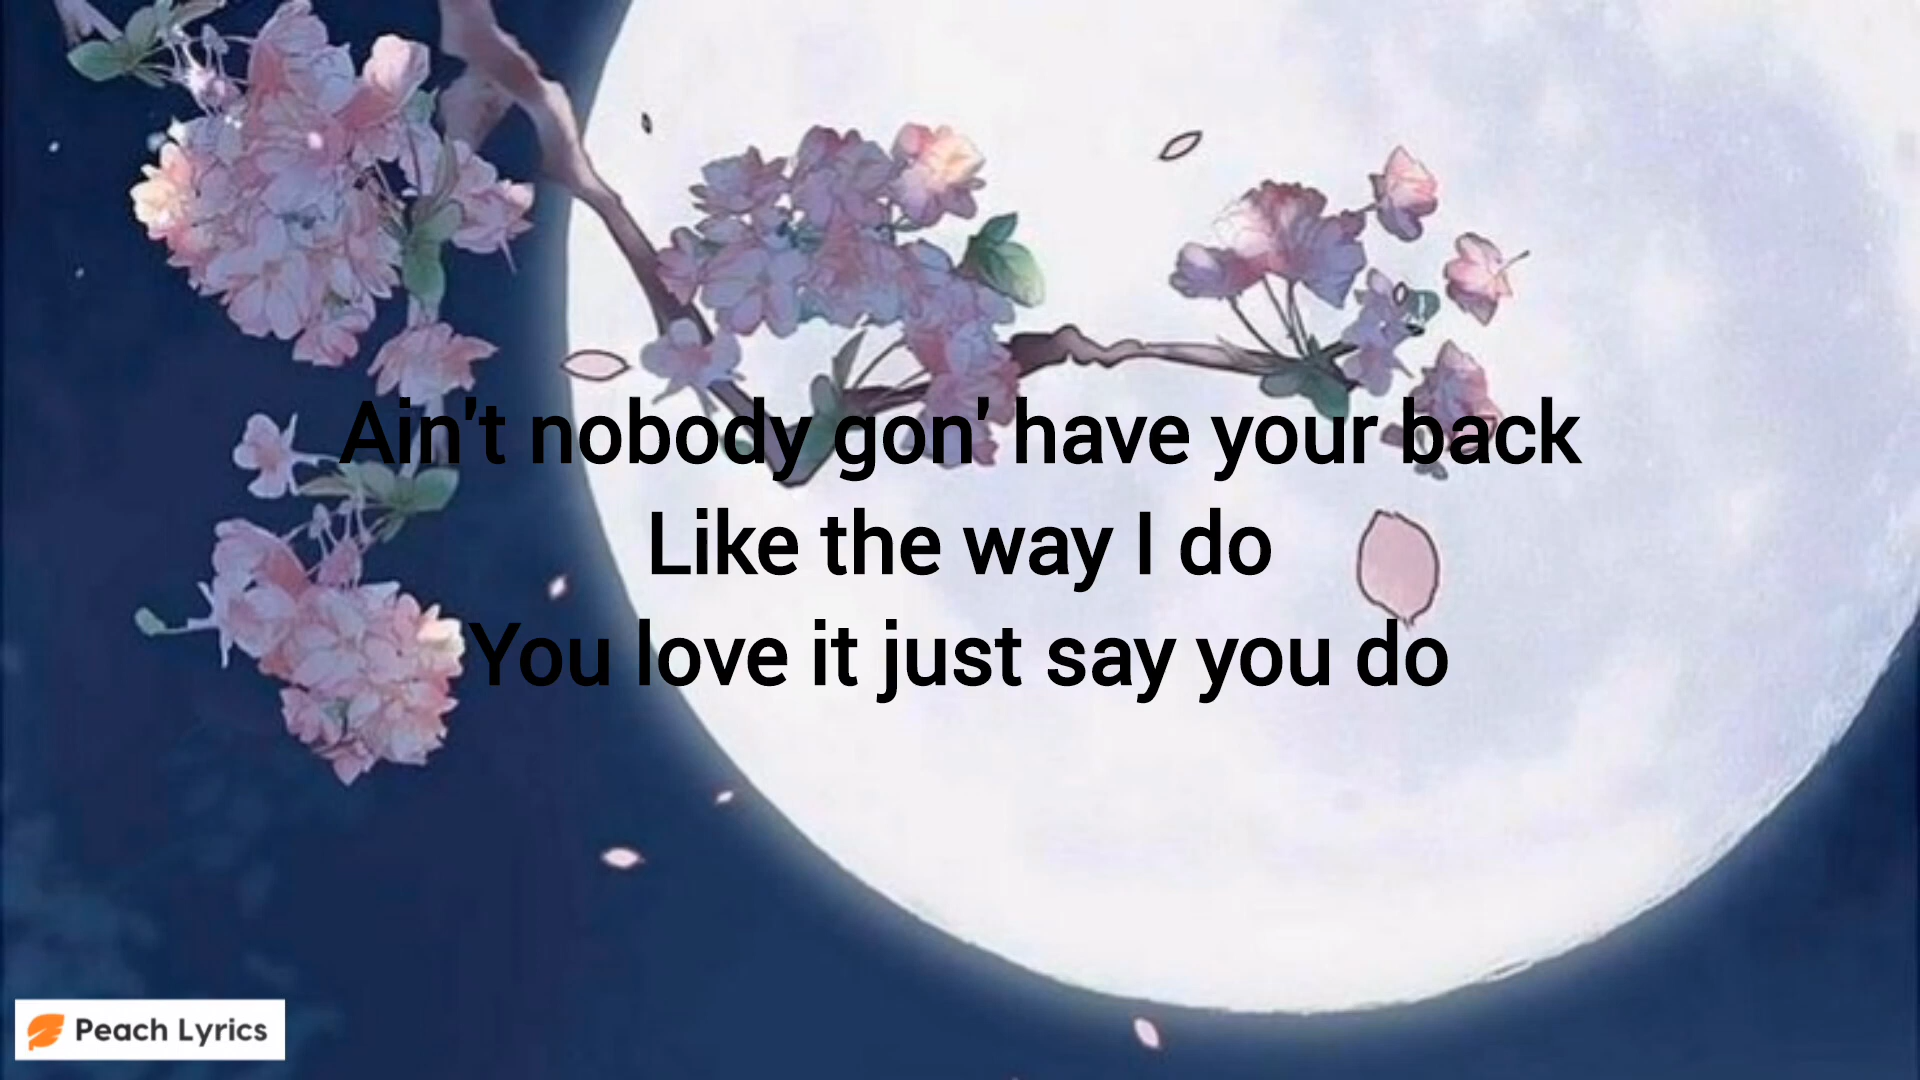 Ain't nobody gon' have your back
Like the way I do
You love it just say you do
Peach Lyrics